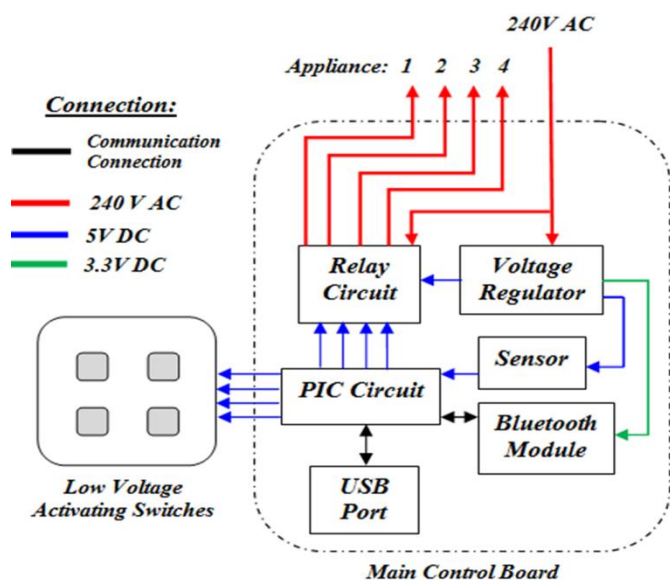 240V AC
Appliance: 1 2 3 4
Connection:
Communication
Connection
240 V AC
5V DC
3.3V DC
Relay
Circuit
Voltage
Regulator
Sensor
PIC Circuit
Bluetooth
Module
USB
Port
Low Voltage
Activating Switches
Main Control Board